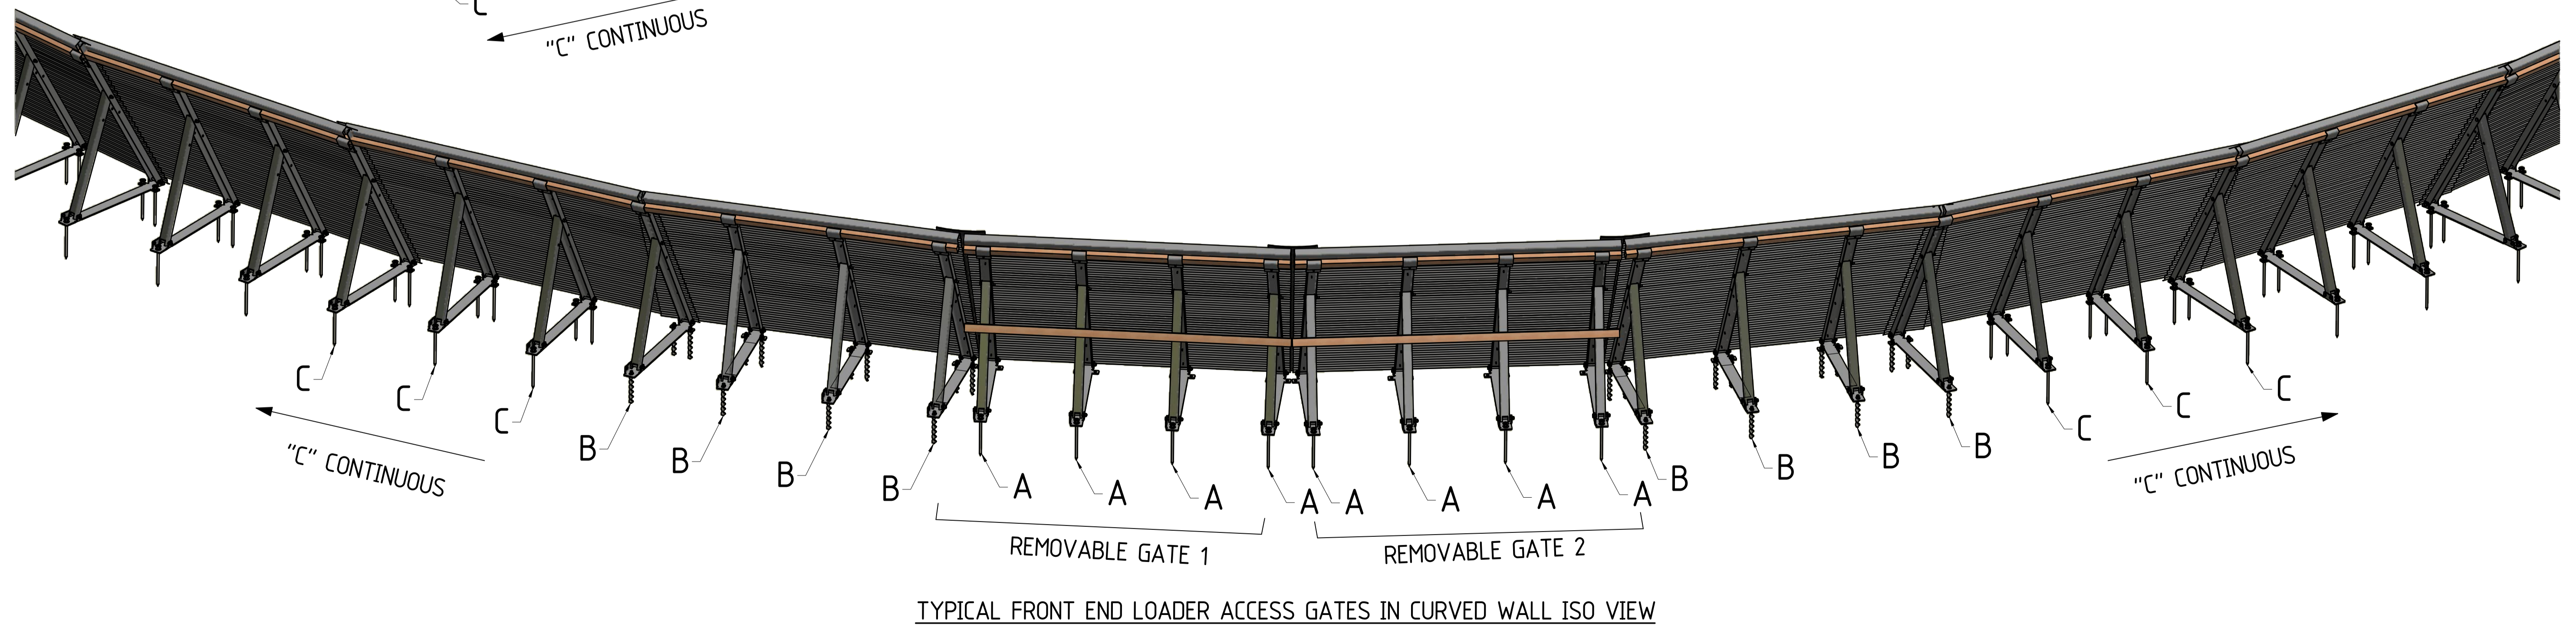 C
"C" CONTINUOUS
C
C
C
B
B
B
B
A
A
A
A
A
A
A
A
B
B
B
B
C
C
C
"C" CONTINUOUS
"C" CONTINUOUS
REMOVABLE GATE 1
REMOVABLE GATE 2
TYPICAL FRONT END LOADER ACCESS GATES IN CURVED WALL ISO VIEW